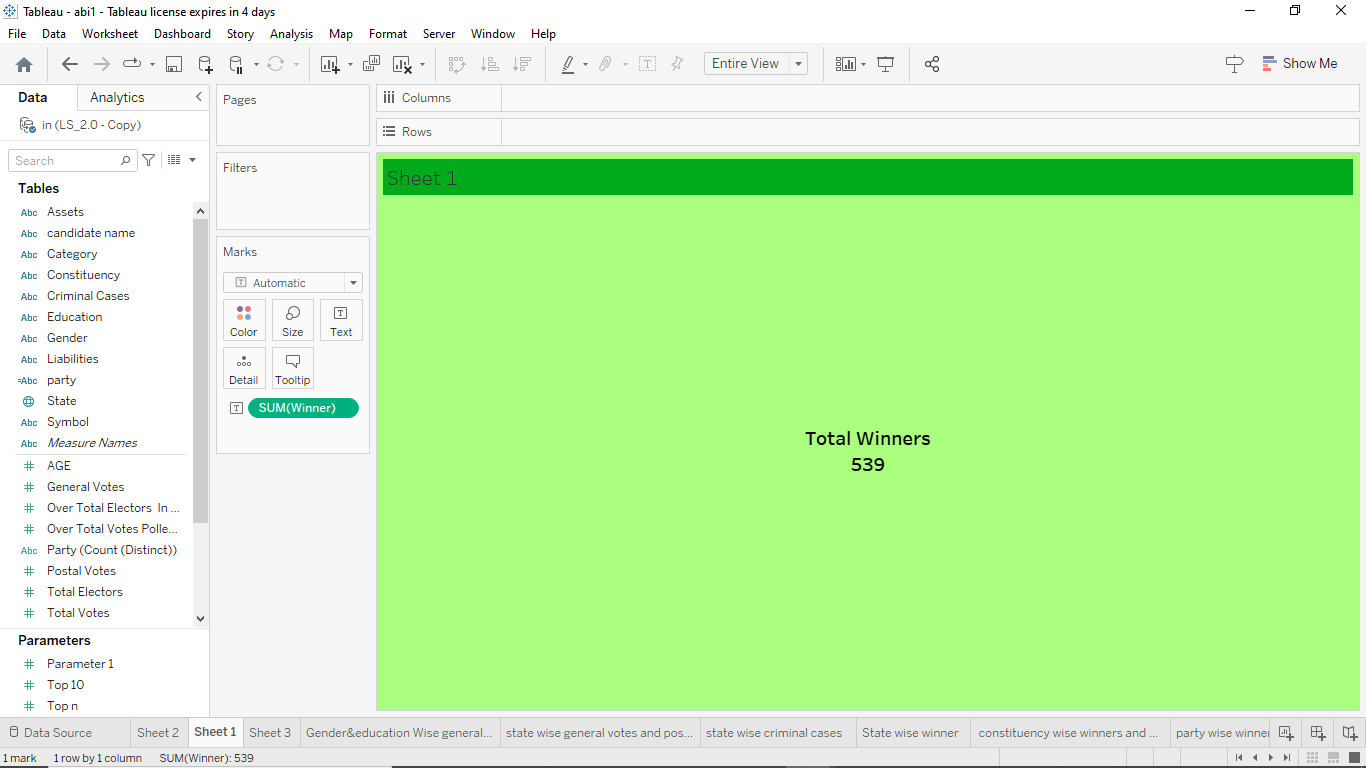 Tableau - abi1 - Tableau license expires in 4 days
File Data Worksheet Dashboard Story Analysis Map Format Server Window Help
Entire View
Show Me
Data Analytics
in (LS_2.0 - Copy)
Search
Tables
Abc Assets
Abc candidate name
Abc Category
Abc Constituency
Abc Criminal Cases
Abc Education
Abc Gender
Abc Liabilities
=Abc party
State
Abc Symbol
Abc Measure Names
# AGE
# General Votes
# Over Total Electors In ...
# Over Total Votes Polle...
Abc Party (Count (Distinct))
# Postal Votes
# Total Electors
# Total Votes
Parameters
# Parameter 1
# Top 10
# Top n
Pages
Filters
Marks
T Automatic
Color Size T Text
Detail Tooltip
T SUM(Winner)
Columns
Rows
Sheet 1
Total Winners
539
Data Source Sheet 2 Sheet 1 Sheet 3 Gender&education Wise general... state wise general votes and pos... state wise criminal cases State wise winner constituency wise winners and ... party wise winner
1 mark 1 row by 1 column SUM(Winner): 539